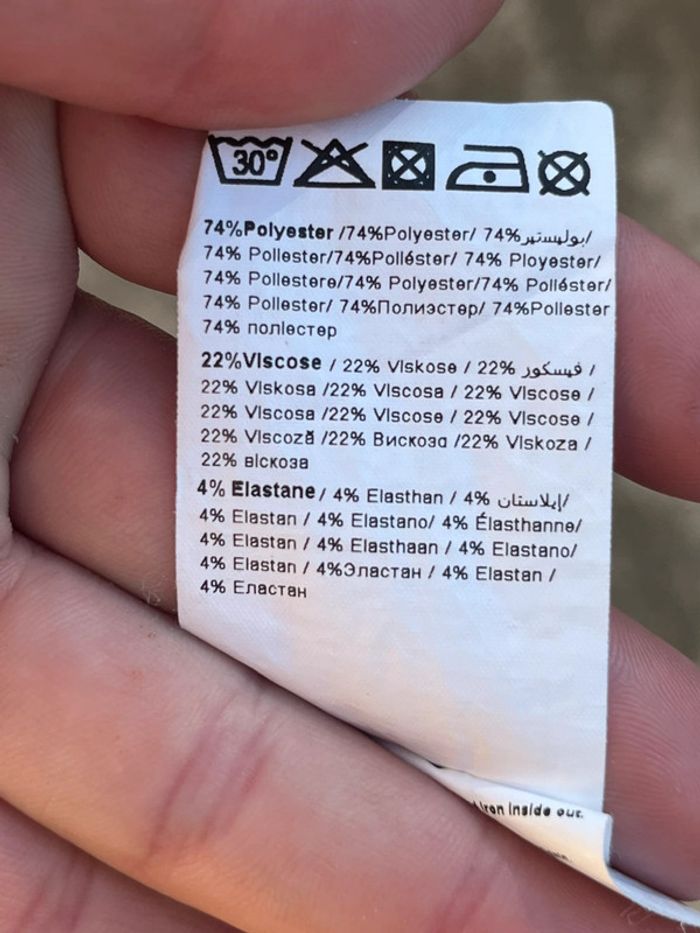 30°
74%Polyester /74%Polyester/ 74%بوليستير/
74% Poliester/74%Poliéster/ 74% Ployester/
74% Poliestere/74% Polyester/74% Poliéster/
74% Poliester/ 74%Полиэстер/ 74%Poliester
74% поліестер
22%Viscose / 22% Viskose / 22% فيسكوز /
22% Viskosa /22% Viscosa / 22% Viscose /
22% Viscosa /22% Viscose / 22% Viscose /
22% Viscoză /22% Вискоза /22% Viskoza /
22% віскоза
4% Elastane / 4% Elasthan / 4% إيلاستان/
4% Elastan / 4% Elastano/ 4% Élasthanne/
4% Elastan / 4% Elasthaan / 4% Elastano/
4% Elastan / 4%Эластан / 4% Elastan /
4% Еластан
Iron inside out.